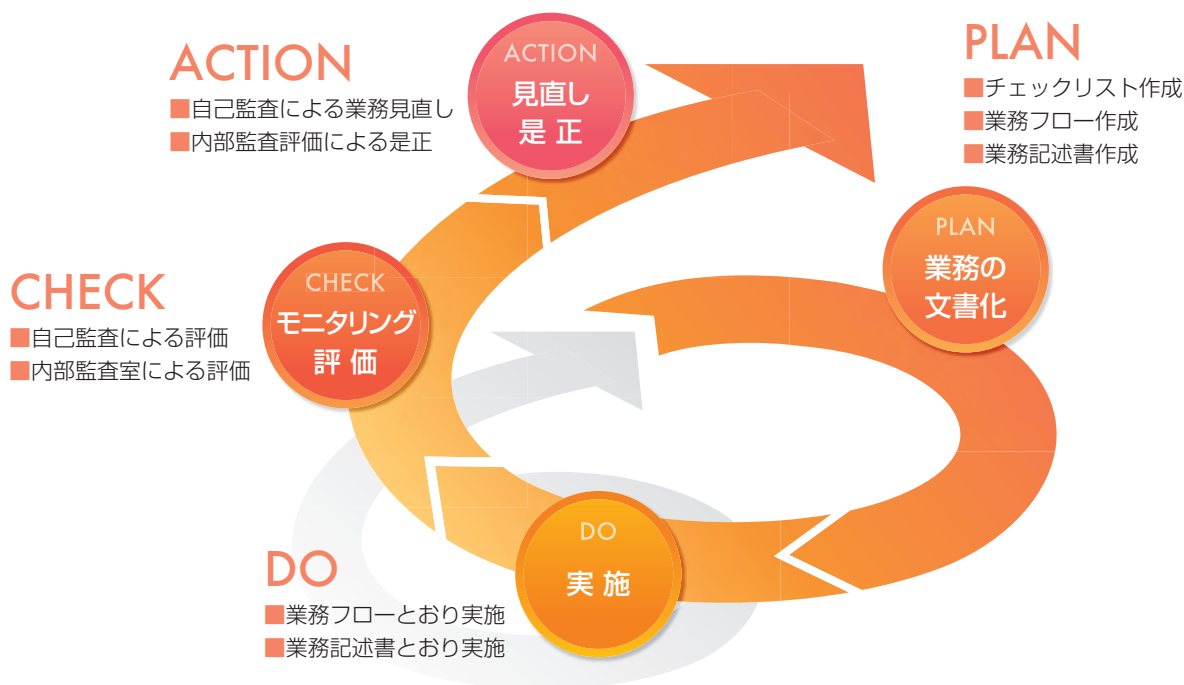 PLAN
■チェックリスト作成
■業務フロー作成
■業務記述書作成
PLAN
業務の
文書化
DO
■業務フローとおり実施
■業務記述書とおり実施
DO
実 施
CHECK
■自己監査による評価
■内部監査室による評価
CHECK
モニタリング
評 価
ACTION
■自己監査による業務見直し
■内部監査評価による是正
ACTION
見直し
是 正